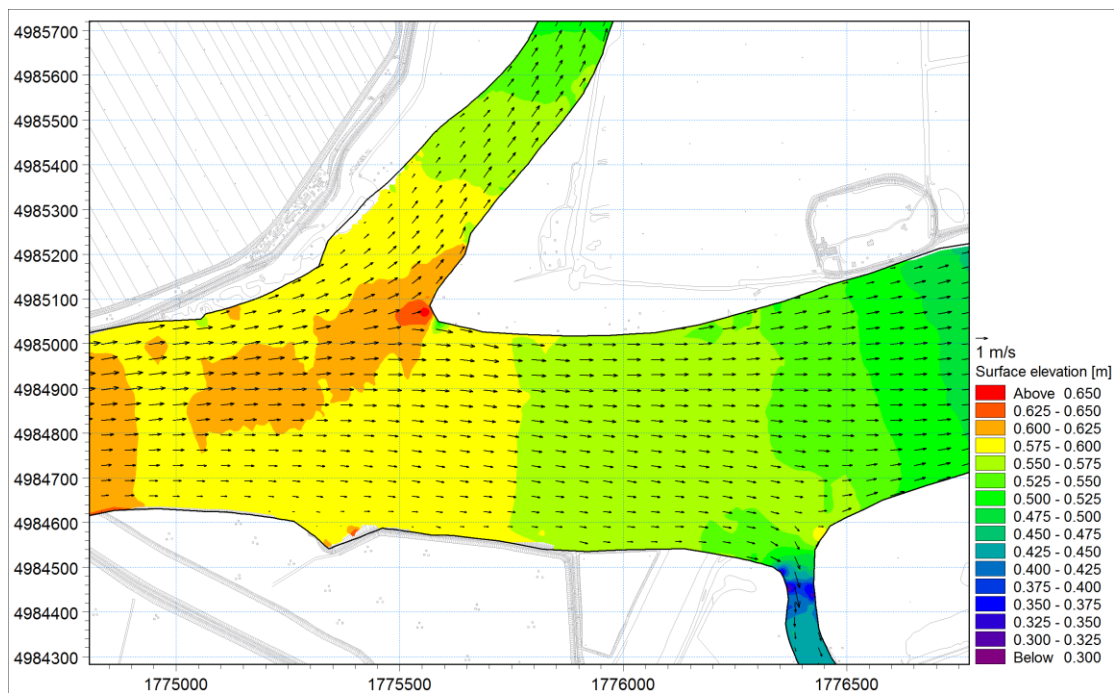 4985700
4985600
4985500
4985400
4985300
4985200
4985100
4985000
4984900
4984800
4984700
4984600
4984500
4984400
4984300
1775000 1775500 1776000 1776500
1 m/s
Surface elevation [m]
Above 0.650
0.625 - 0.650
0.600 - 0.625
0.575 - 0.600
0.550 - 0.575
0.525 - 0.550
0.500 - 0.525
0.475 - 0.500
0.450 - 0.475
0.425 - 0.450
0.400 - 0.425
0.375 - 0.400
0.350 - 0.375
0.325 - 0.350
0.300 - 0.325
Below 0.300